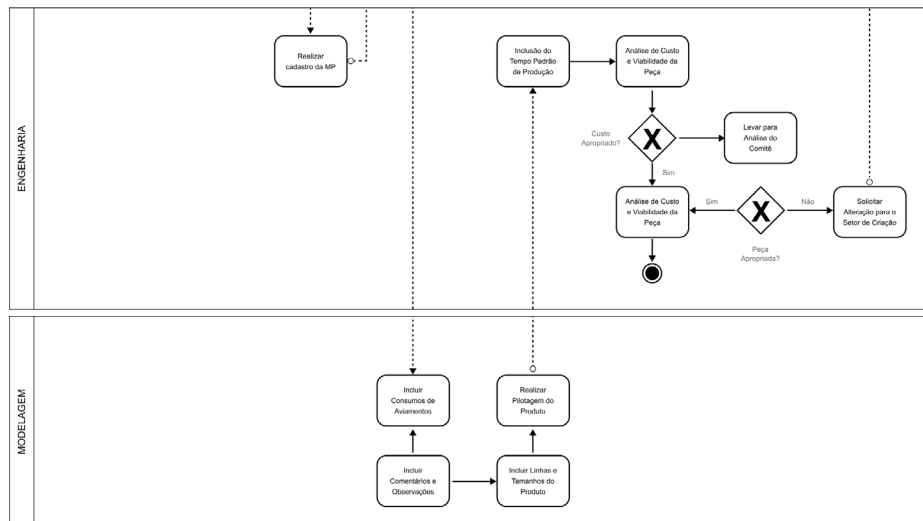 ENGENHARIA
Realizar
cadastro da MP
Inclusão do
Tempo Padrão
de Produção
Análise de Custo
e Viabilidade da
Peça
Custo
Apropriado?
X
Levar para
Análise do
Comitê
Sim
Análise de Custo
e Viabilidade da
Peça
Sim
X
Não
Solicitar
Alteração para o
Setor de Criação
Peça
Apropriada?
MODELAGEM
Incluir
Consumos de
Aviamentos
Realizar
Pilotagem do
Produto
Incluir
Comentários e
Observações
Incluir Linhas e
Tamanhos do
Produto